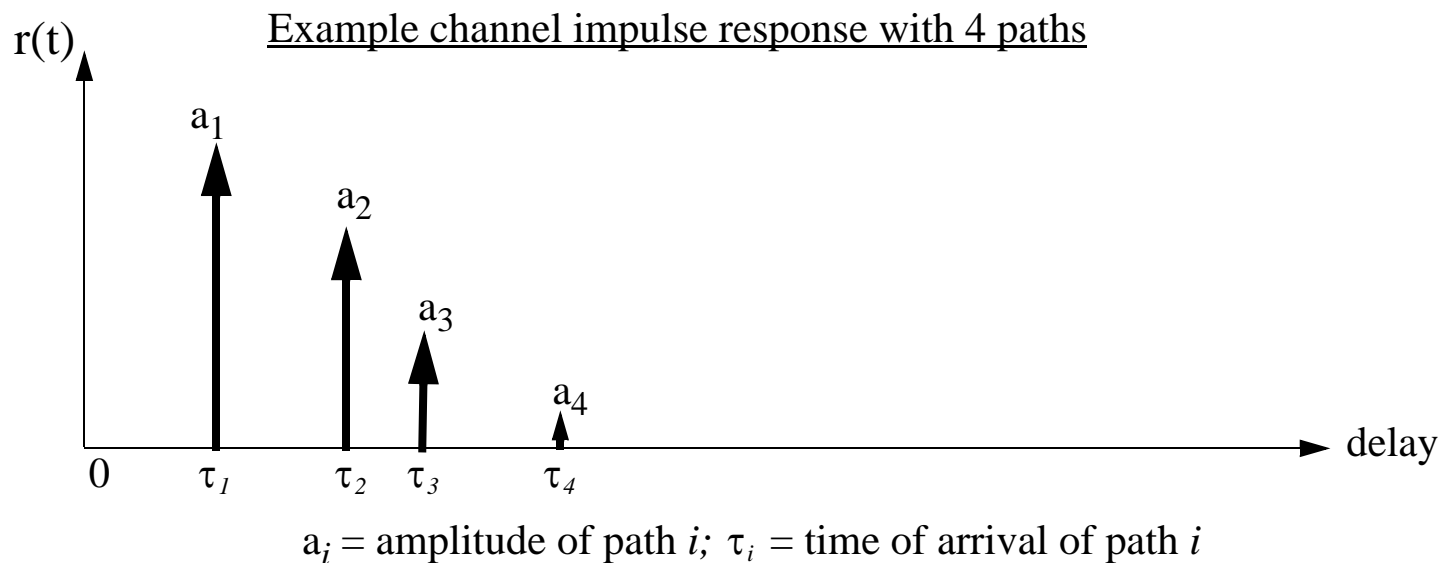 Example channel impulse response with 4 paths
r(t)
a1
a2
a3
a4
delay
0 τ1 τ2 τ3 τ4
ai = amplitude of path i; τi = time of arrival of path i